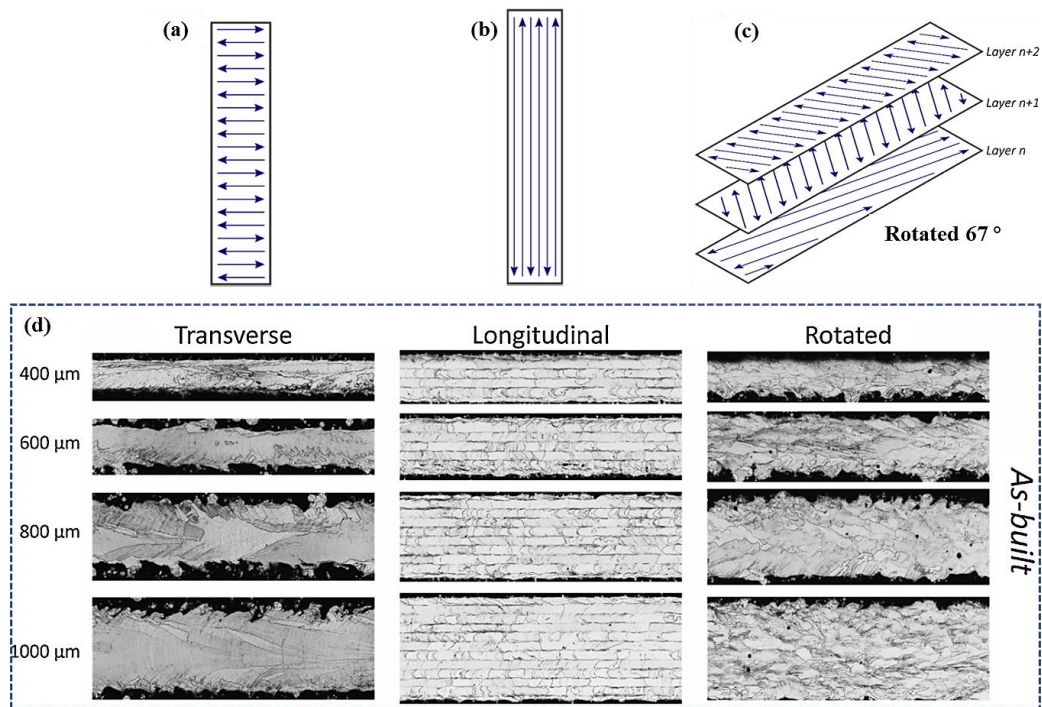 (a)
(b)
(c)
Layer n+2
Layer n+1
Layer n
Rotated 67 °
(d)
Transverse
Longitudinal
Rotated
400 μm
600 μm
800 μm
1000 μm
As-built